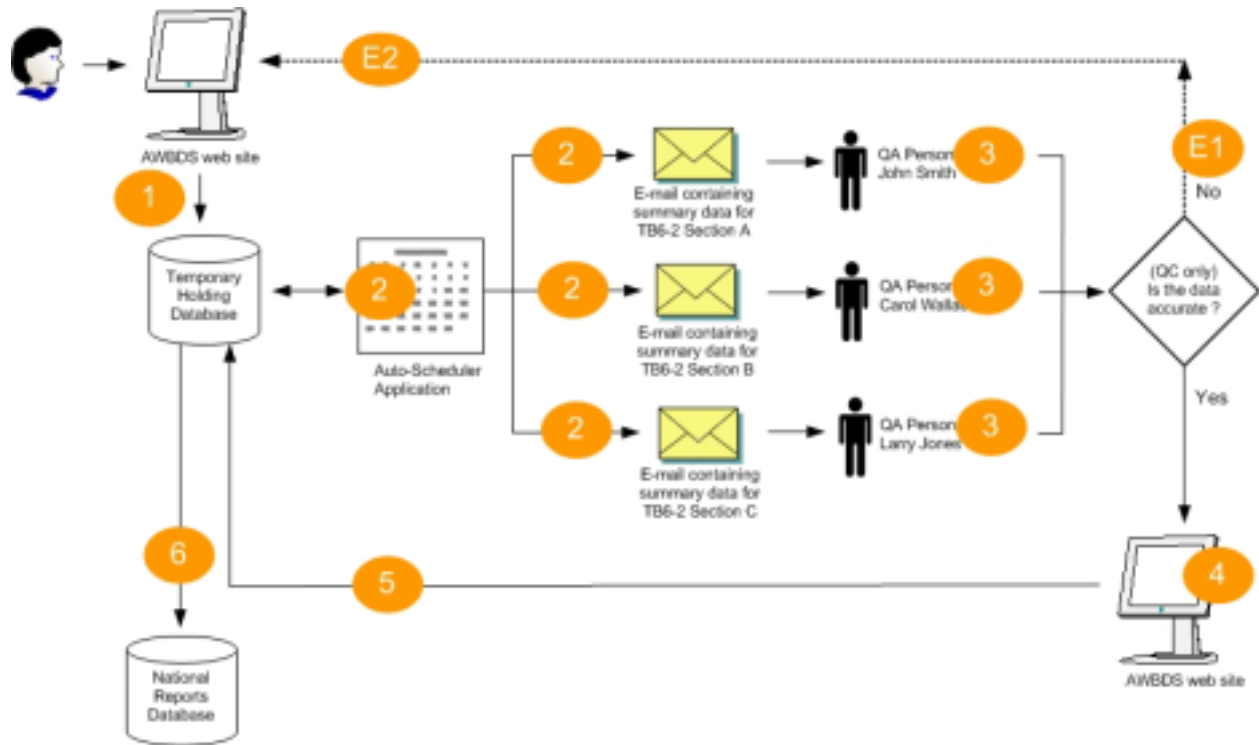 E2
AWBDS web site
1
Temporary
Holding
Database
2
Auto-Scheduler
Application
2
E-mail containing
summary data for
TB6-2 Section A
QA Person
John Smith
3
2
E-mail containing
summary data for
TB6-2 Section B
QA Person
Carol
3
2
E-mail containing
summary data for
TB6-2 Section C
QA Person
Larry Jones
3
E1
No
(QC only)
Is the data
accurate ?
Yes
4
AWBDS web site
5
6
National
Reports
Database